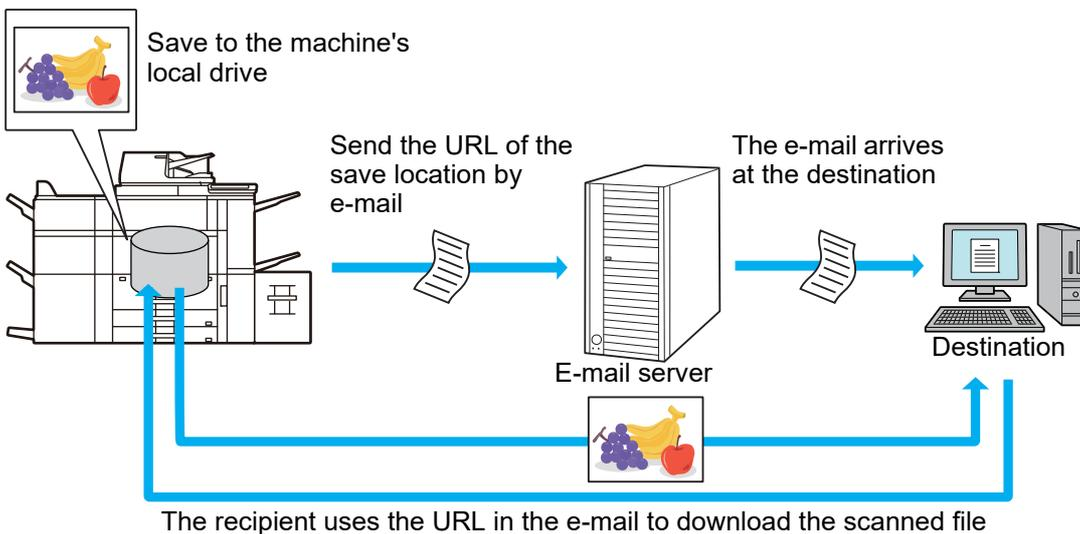 Save to the machine's
local drive
Send the URL of the
save location by
e-mail
The e-mail arrives
at the destination
E-mail server
Destination
The recipient uses the URL in the e-mail to download the scanned file